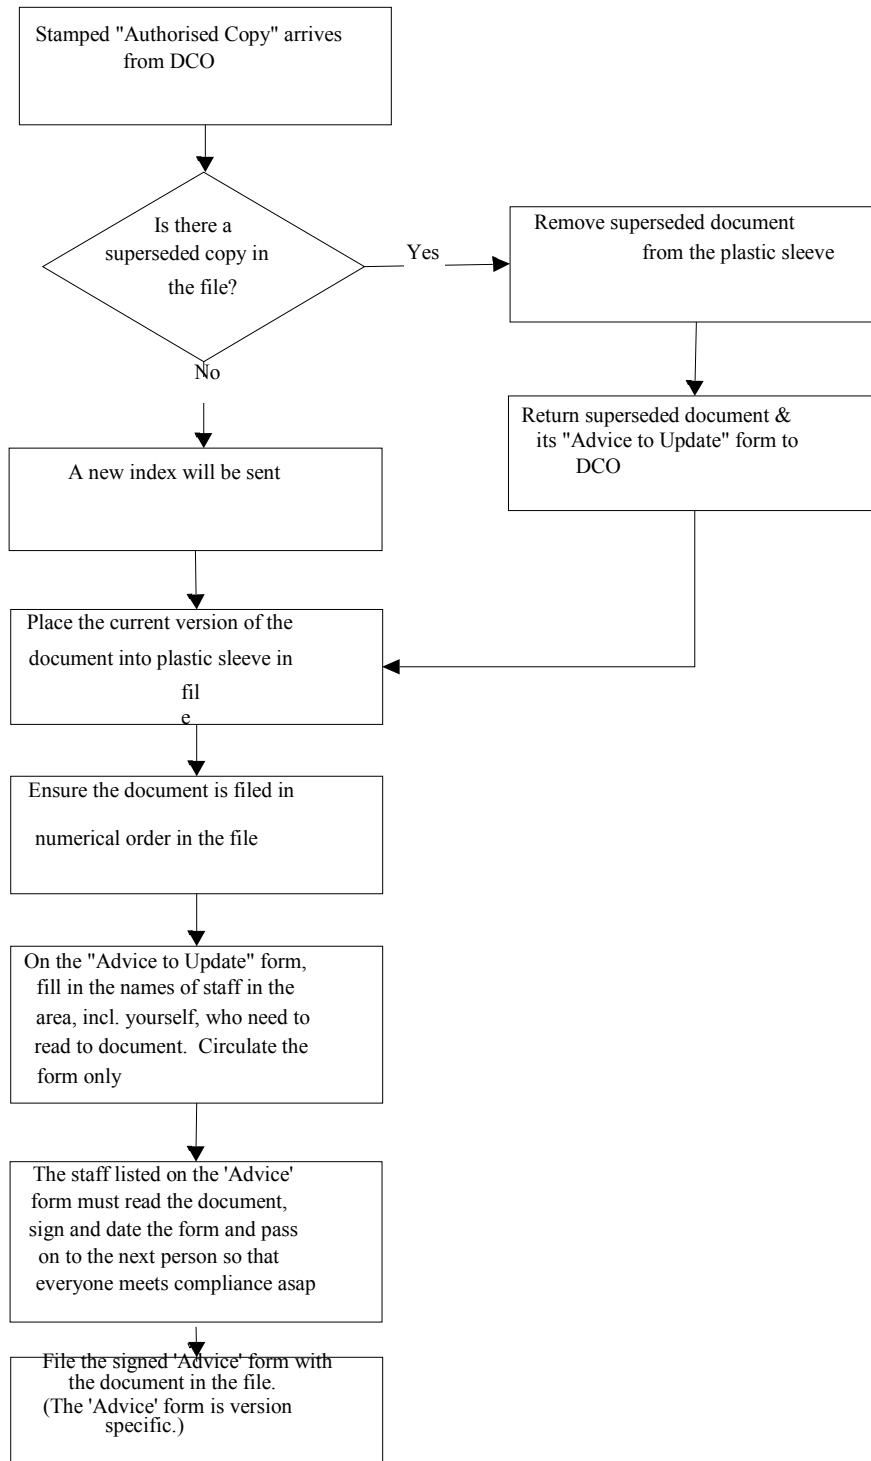 Stamped "Authorised Copy" arrives
from DCO
Is there a
superseded copy in
the file?
Yes
Remove superseded document
from the plastic sleeve
No
Return superseded document &
its "Advice to Update" form to
DCO
A new index will be sent
Place the current version of the
document into plastic sleeve in
fil
e
Ensure the document is filed in
numerical order in the file
On the "Advice to Update" form,
fill in the names of staff in the
area, incl. yourself, who need to
read to document.  Circulate the
form only
The staff listed on the 'Advice'
form must read the document,
sign and date the form and pass
on to the next person so that
everyone meets compliance asap
File the signed 'Advice' form with
the document in the file.
(The 'Advice' form is version
specific.)